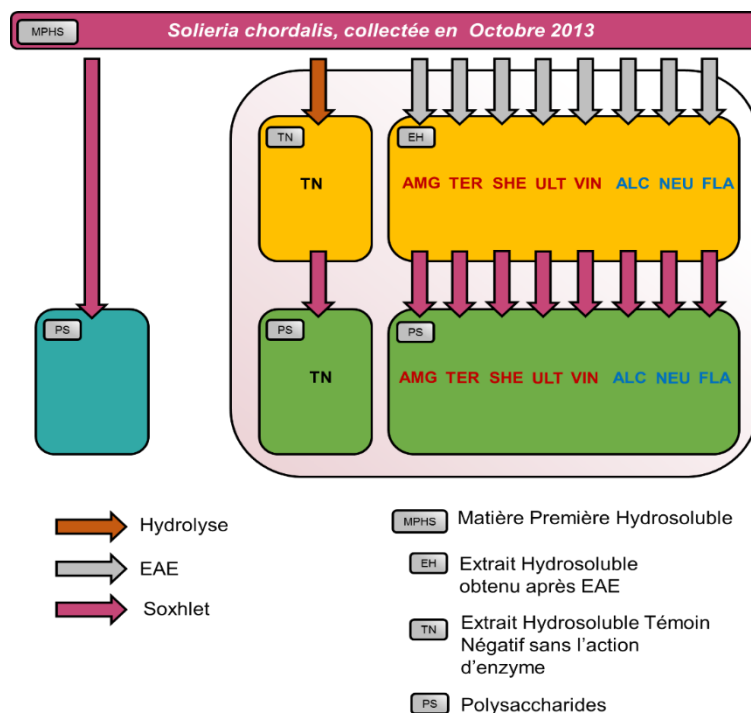 MPHS Solieria chordalis, collectée en Octobre 2013
TN EH
TN AMG TER SHE ULT VIN ALC NEU FLA
PS PS PS
TN AMG TER SHE ULT VIN ALC NEU FLA
Hydrolyse
EAE
Soxhlet
MPHS Matière Première Hydrosoluble
EH Extrait Hydrosoluble
obtenu après EAE
TN Extrait Hydrosoluble Témoin
Négatif sans l'action
d'enzyme
PS Polysaccharides